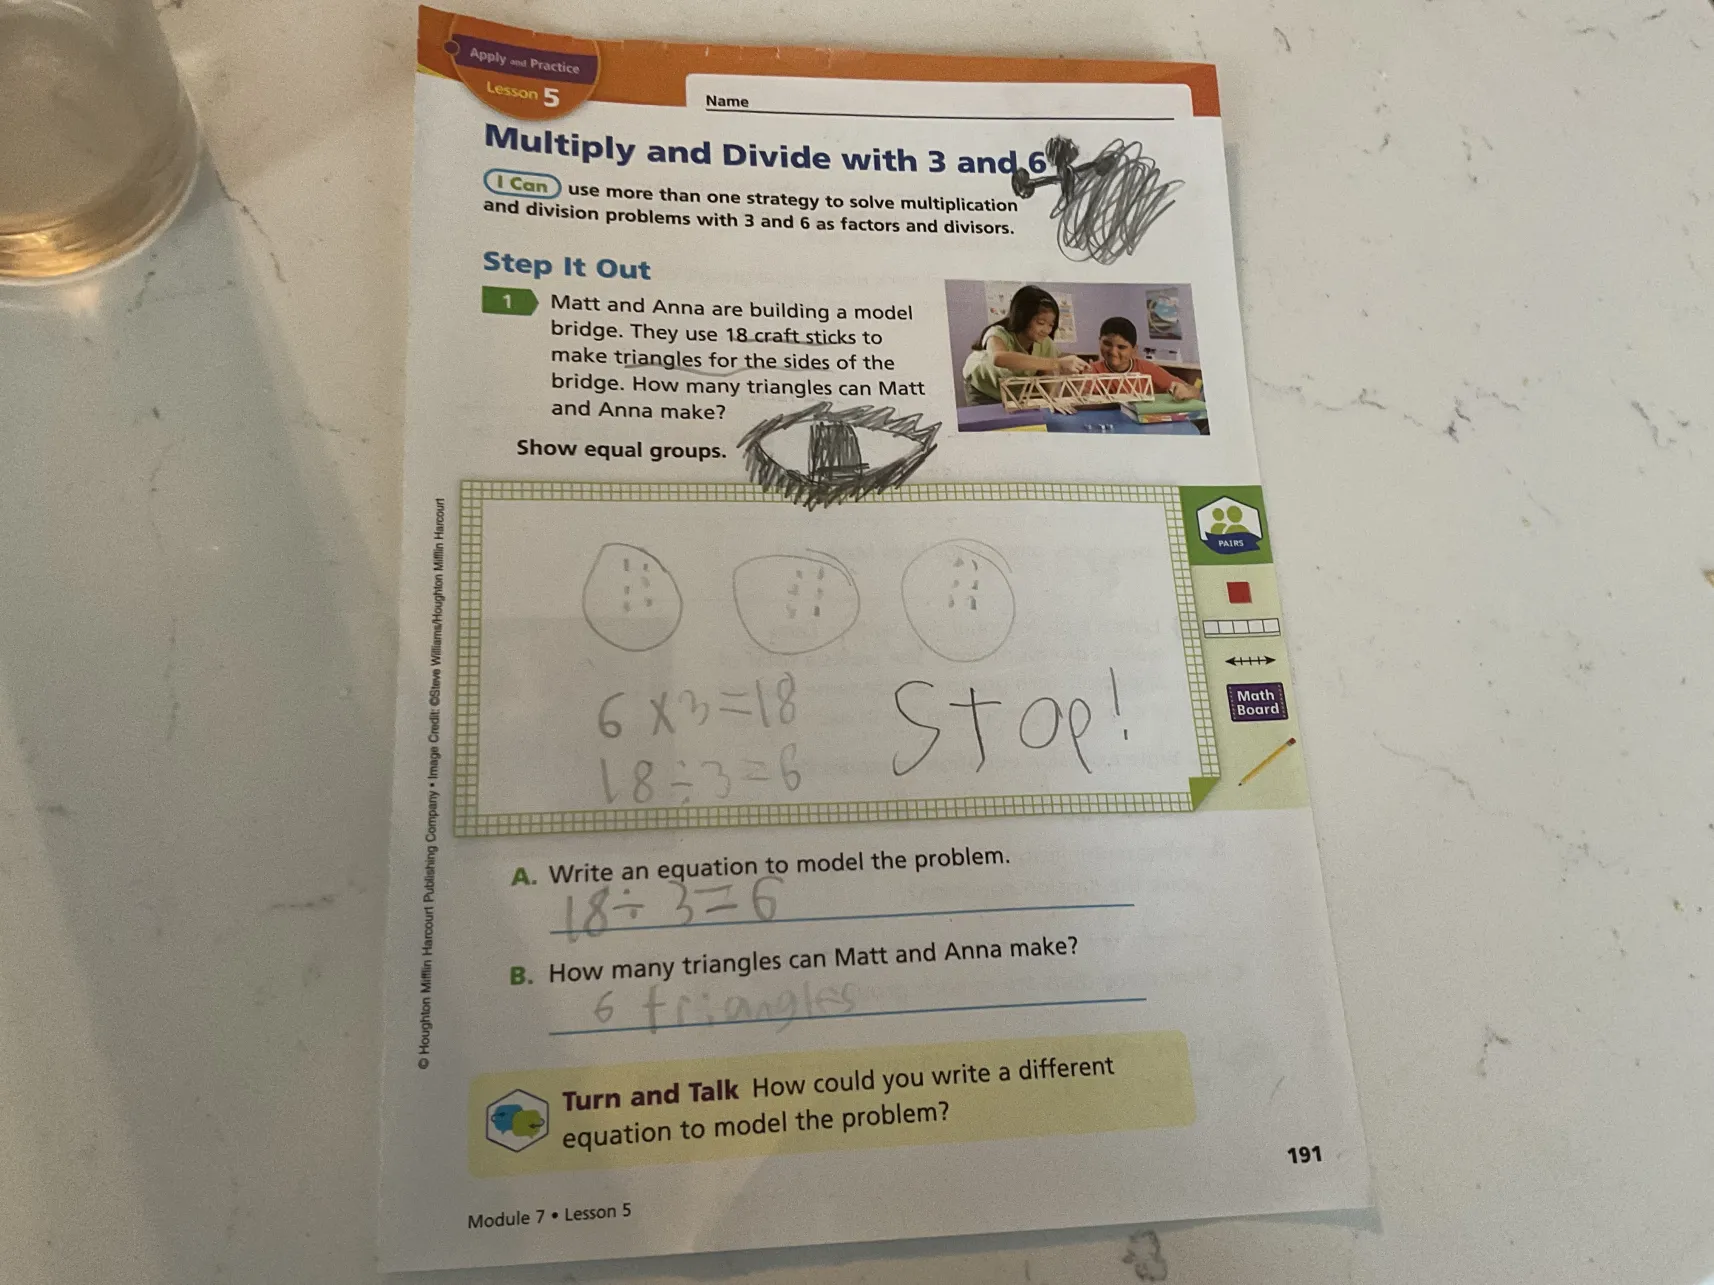 Apply and Practice
Lesson 5
Name
Multiply and Divide with 3 and 6
I Can use more than one strategy to solve multiplication
and division problems with 3 and 6 as factors and divisors.
Step It Out
1 Matt and Anna are building a model
bridge. They use 18 craft sticks to
make triangles for the sides of the
bridge. How many triangles can Matt
and Anna make?
Show equal groups.
PAIRS
6 x 3 = 18
Stop!
18 ÷ 3 = 6
Math
Board
A. Write an equation to model the problem.
18 ÷ 3 = 6
B. How many triangles can Matt and Anna make?
6 triangles
Turn and Talk How could you write a different
equation to model the problem?
Module 7 • Lesson 5
191
© Houghton Mifflin Harcourt Publishing Company • Image Credit: ©Steve Williams/Houghton Mifflin Harcourt